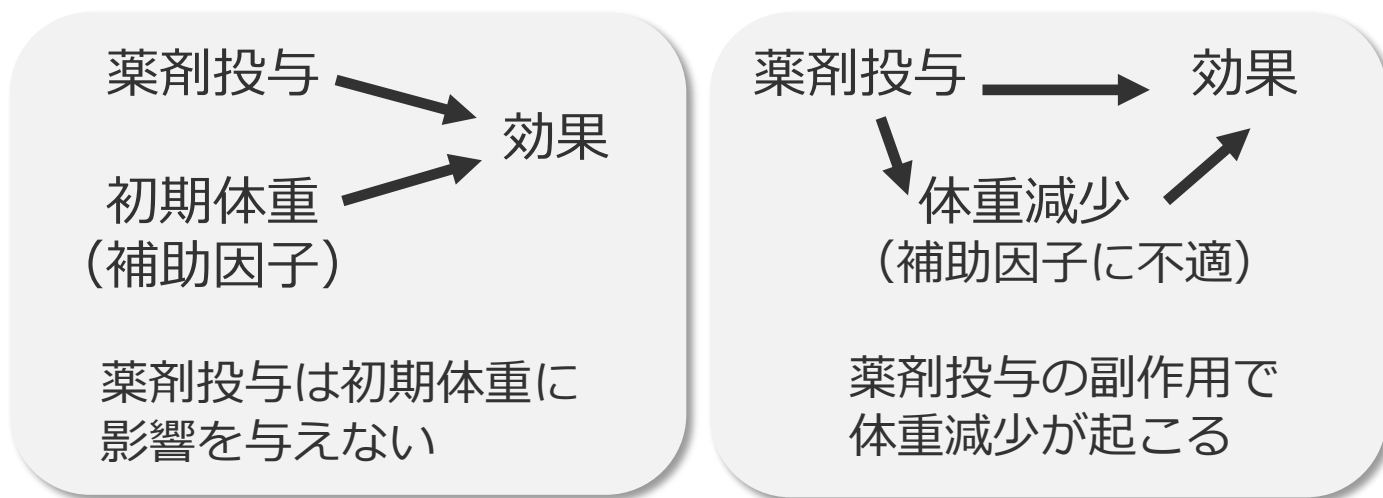 薬剤投与
効果
初期体重
（補助因子）
薬剤投与は初期体重に
影響を与えない
薬剤投与
効果
体重減少
（補助因子に不適）
薬剤投与の副作用で
体重減少が起こる